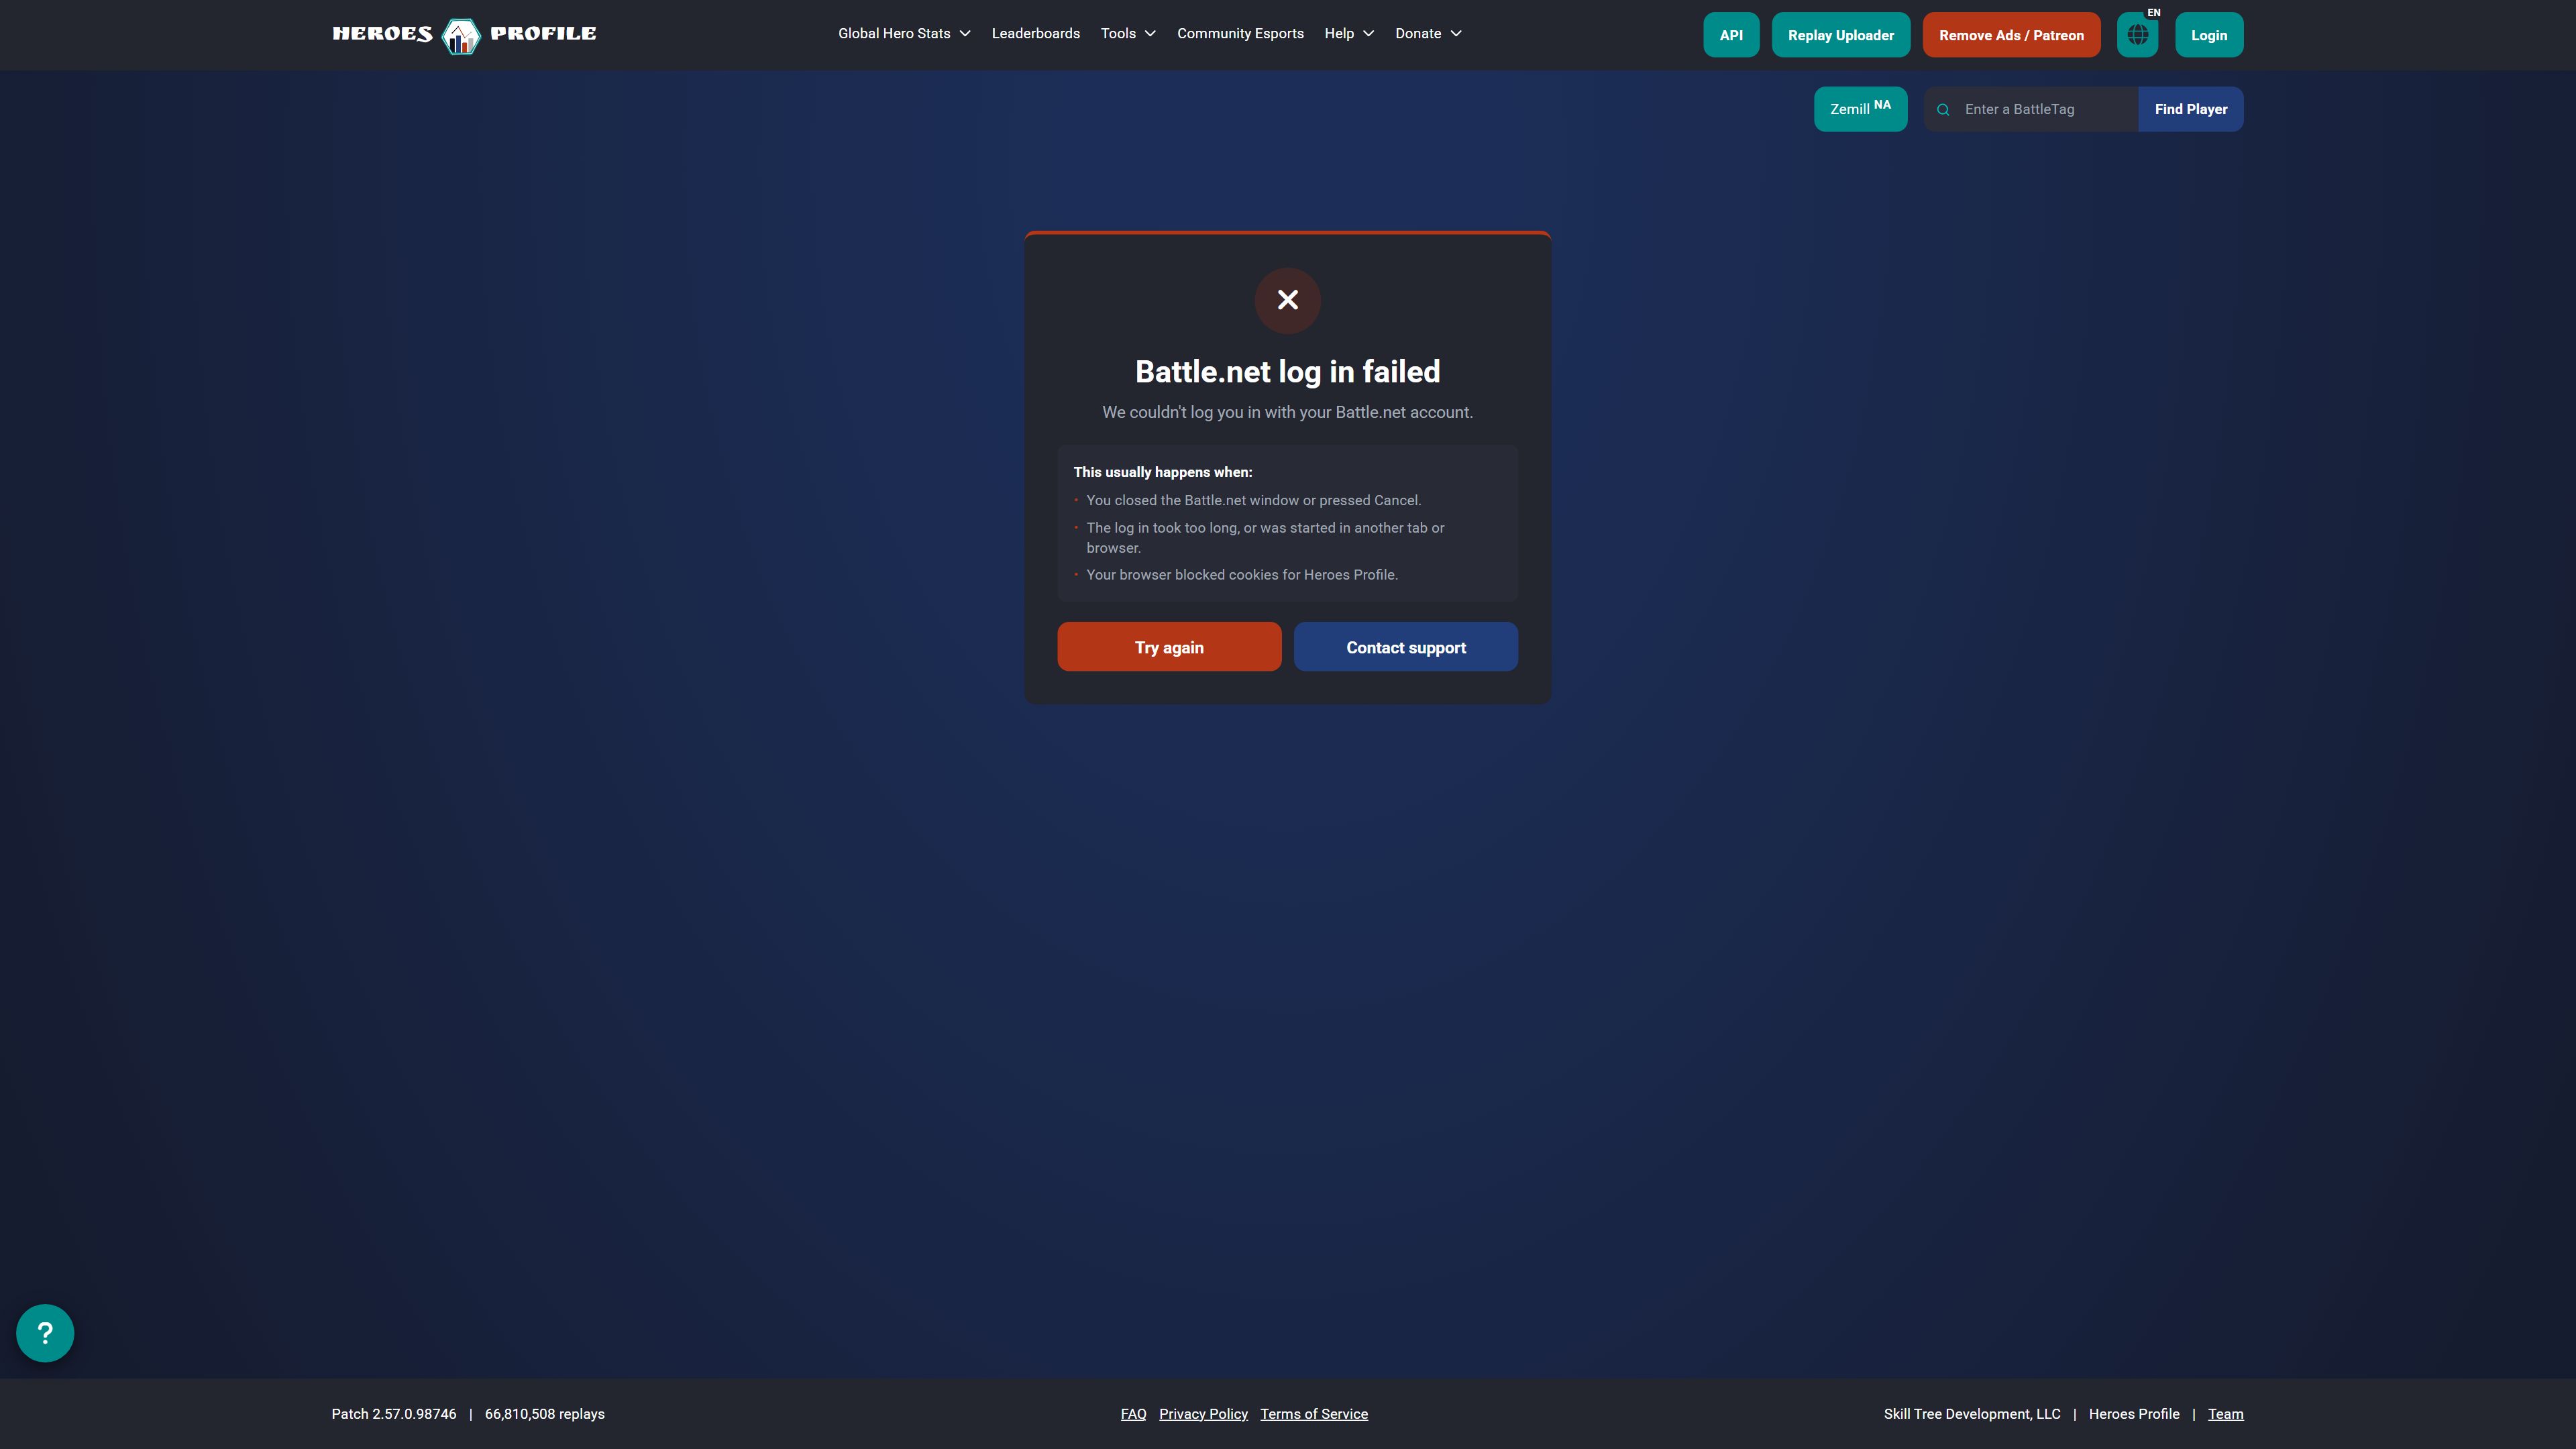 HEROES PROFILE
Global Hero Stats
Leaderboards
Tools
Community Esports
Help
Donate
API
Replay Uploader
Remove Ads / Patreon
EN
Login
Zemill NA
Enter a BattleTag
Find Player
Battle.net log in failed
We couldn't log you in with your Battle.net account.
This usually happens when:
• You closed the Battle.net window or pressed Cancel.
• The log in took too long, or was started in another tab or
browser.
• Your browser blocked cookies for Heroes Profile.
Try again
Contact support
?
Patch 2.57.0.98746 | 66,810,508 replays
FAQ Privacy Policy Terms of Service
Skill Tree Development, LLC | Heroes Profile | Team